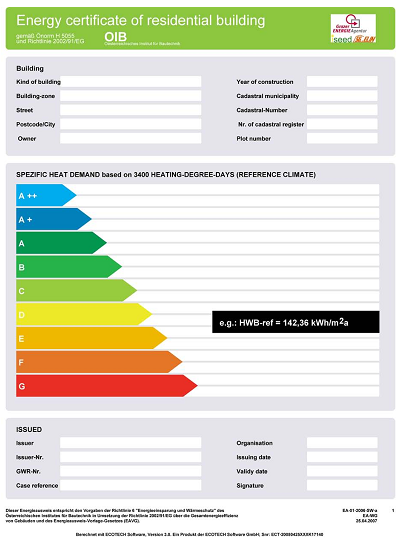 Energy certificate of residential building
gemäß Önorm H 5055
und Richtlinie 2002/91/EG
OIB
Österreichisches Institut für Bautechnik
Grazer
ENERGIEAgentur
seed
Building
Kind of building
Year of construction
Building-zone
Cadastral municipality
Street
Cadastral-Number
Postcode/City
Nr. of cadastral register
Owner
Plot number
SPEZIFIC HEAT DEMAND based on 3400 HEATING-DEGREE-DAYS (REFERENCE CLIMATE)
A ++
A +
A
B
C
D
e.g.: HWB-ref = 142,36 kWh/m²a
E
F
G
ISSUED
Issuer
Organisation
Issuer-Nr.
Issuing date
GWR-Nr.
Validy date
Case reference
Signature
Dieser Energieausweis entspricht den Vorgaben der Richtlinie 6 "Energieeinsparung und Wärmeschutz" des
Österreichischen Institutes für Bautechnik in Umsetzung der Richtlinie 2002/91/EG über die Gesamtenergieeffizienz
von Gebäuden und des Energieausweis-Vorlage-Gesetzes (EAVG).
EA-01-2006-SW-a 1
EA-WG
25.04.2007
Berechnet mit ECOTECH Software, Version 3.0. Ein Produkt der ECOTECH Software GmbH; Snr: ECT-20080425XXXK17140